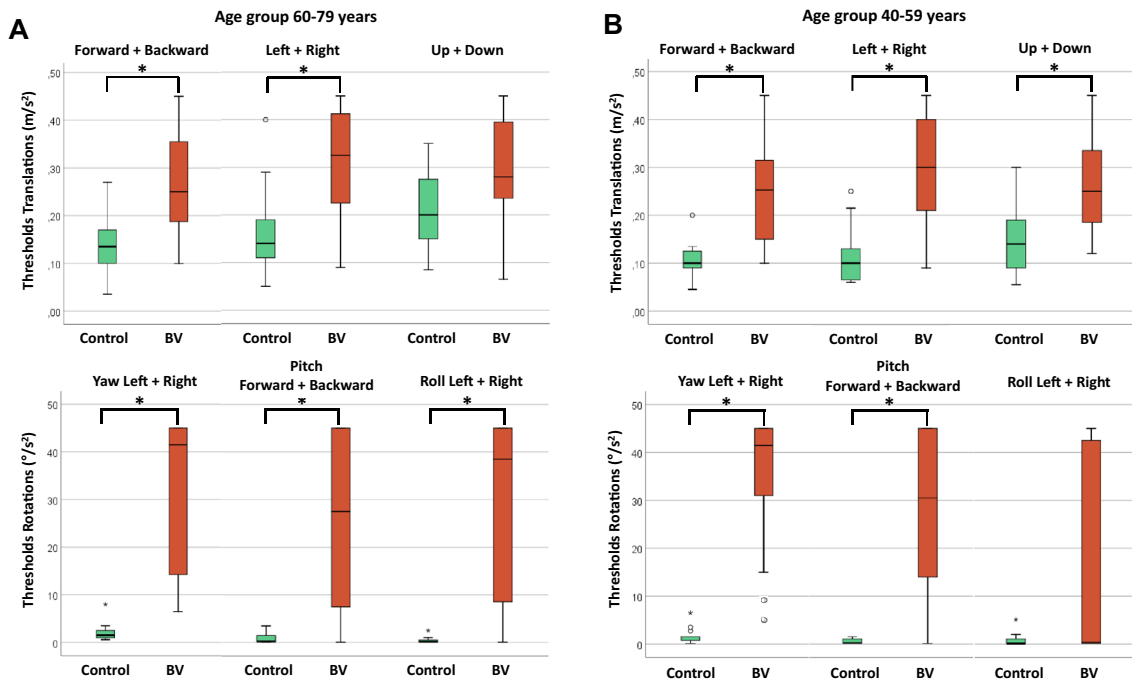 A
Age group 60-79 years
Forward + Backward
Left + Right
Up + Down
*
*
Thresholds Translations (m/s²)
,50
,40
,30
,20
,10
,00
Control BV Control BV Control BV
Yaw Left + Right
Pitch
Forward + Backward
Roll Left + Right
*
*
*
Thresholds Rotations (°/s²)
50
40
30
20
10
0
*
*
Control BV Control BV Control BV
B
Age group 40-59 years
Forward + Backward
Left + Right
Up + Down
*
*
*
Thresholds Translations (m/s²)
,50
,40
,30
,20
,10
,00
Control BV Control BV Control BV
Yaw Left + Right
Pitch
Forward + Backward
Roll Left + Right
*
*
Thresholds Rotations (°/s²)
50
40
30
20
10
0
*
*
Control BV Control BV Control BV